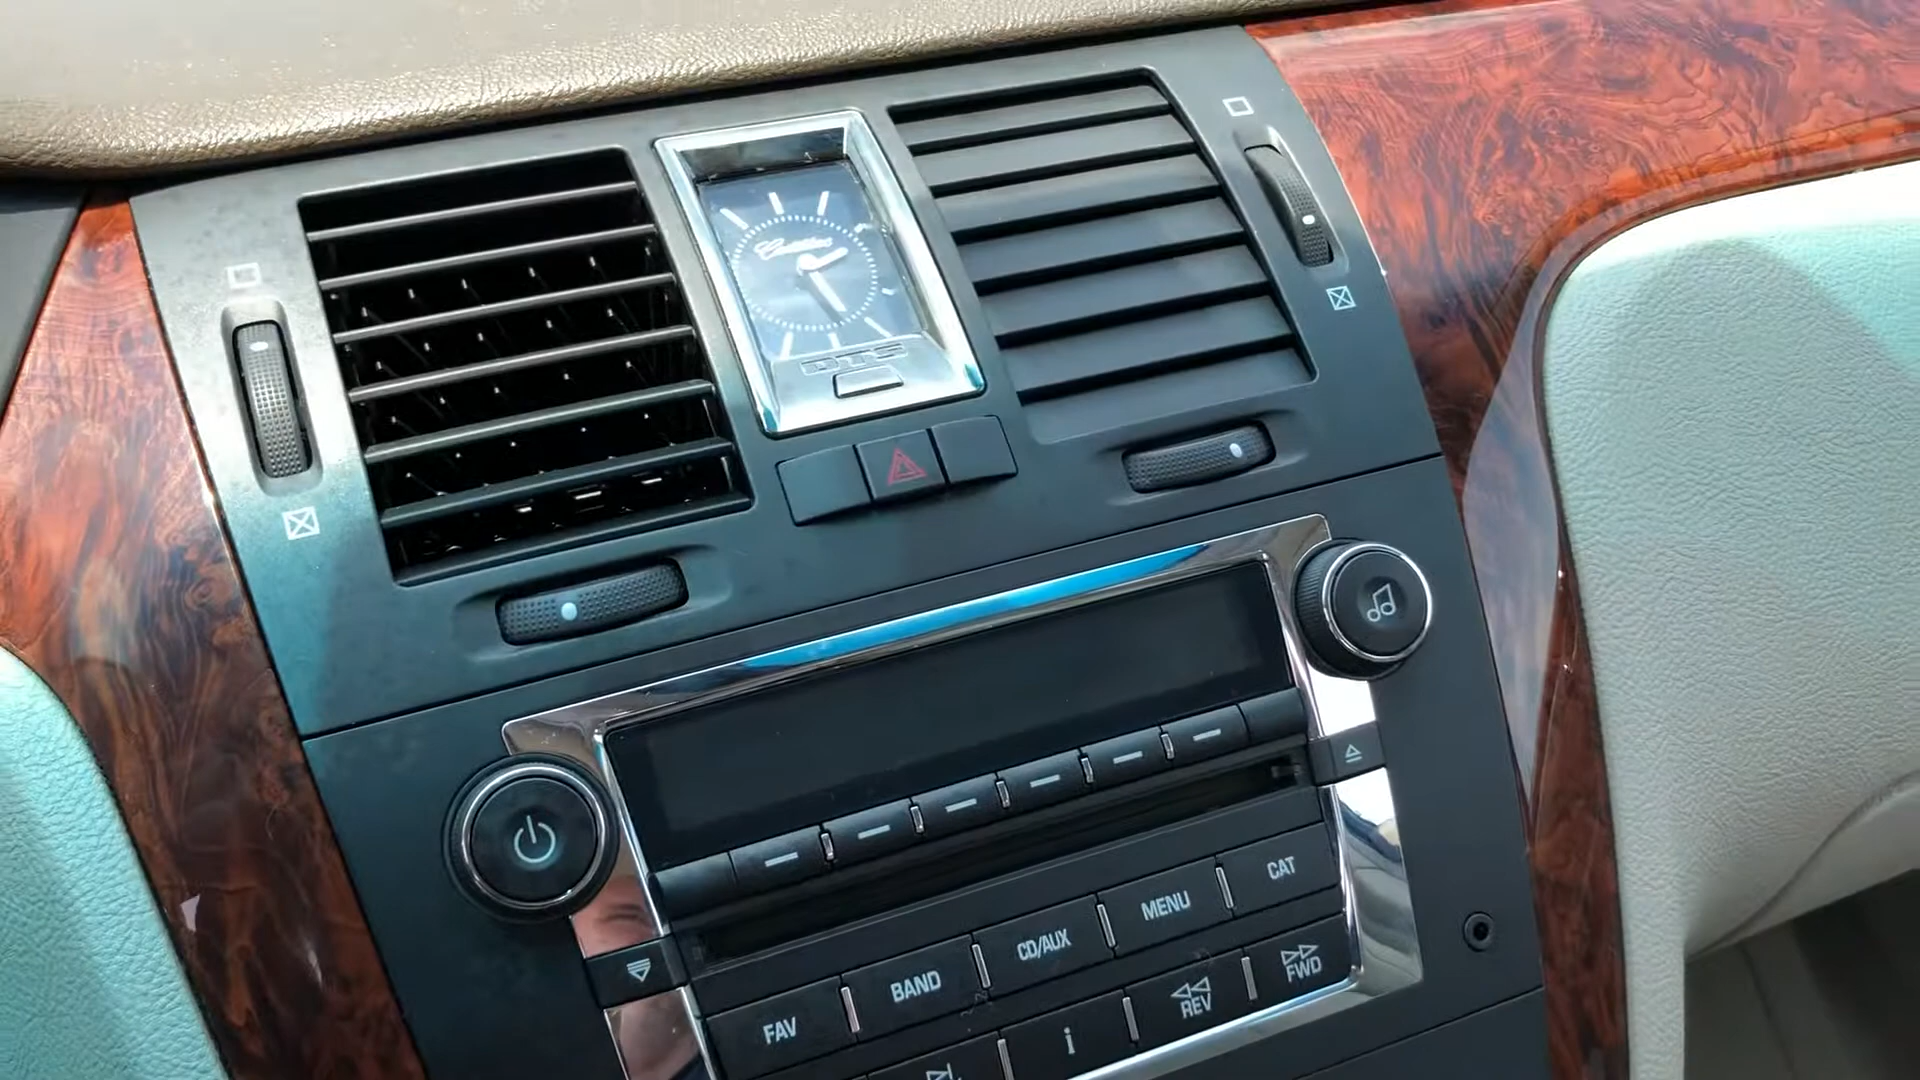 Cadillac
DTS
CAT
MENU
CD/AUX
BAND
FAV
FWD
REV
i